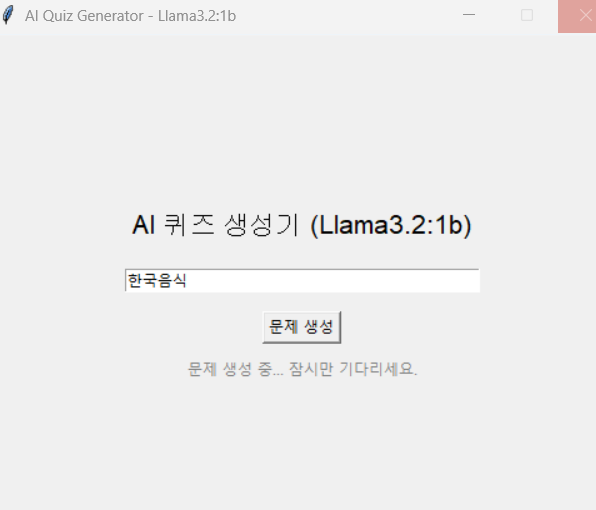 AI Quiz Generator - Llama3.2:1b
AI 퀴즈 생성기 (Llama3.2:1b)
한국음식
문제 생성
문제 생성 중... 잠시만 기다리세요.